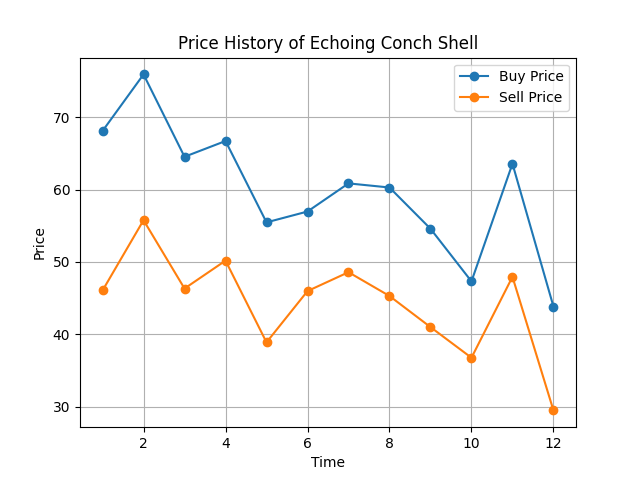 Price History of Echoing Conch Shell
Buy Price
Sell Price
Price
70
60
50
40
30
2 4 6 8 10 12
Time